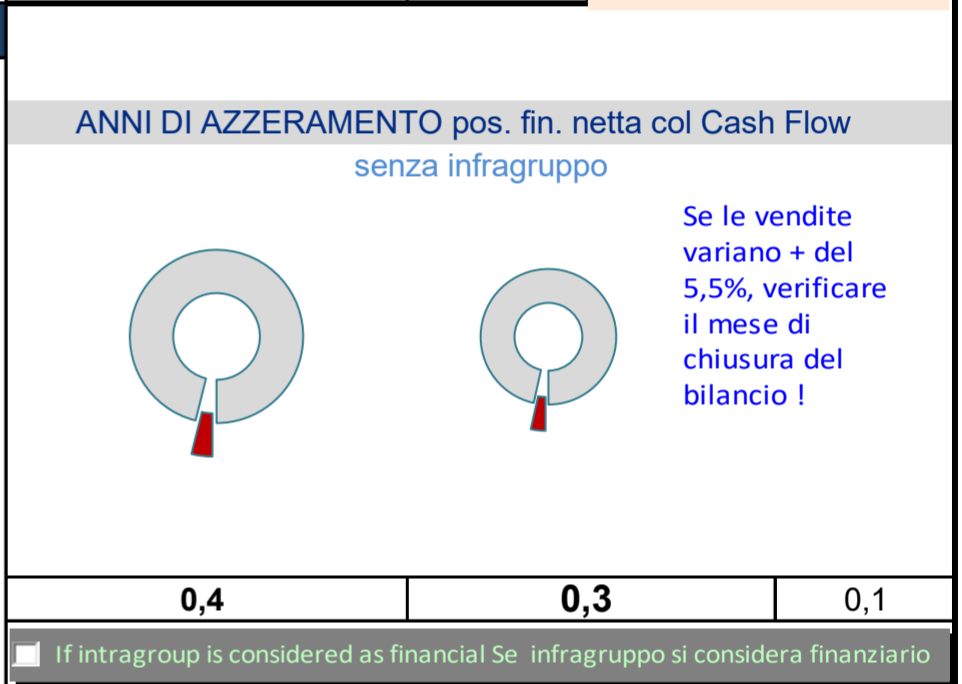 ANNI DI AZZERAMENTO pos. fin. netta col Cash Flow
senza infragruppo
Se le vendite
variano + del
5,5%, verificare
il mese di
chiusura del
bilancio !
0,4 0,3 0,1
If intragroup is considered as financial Se infragruppo si considera finanziario